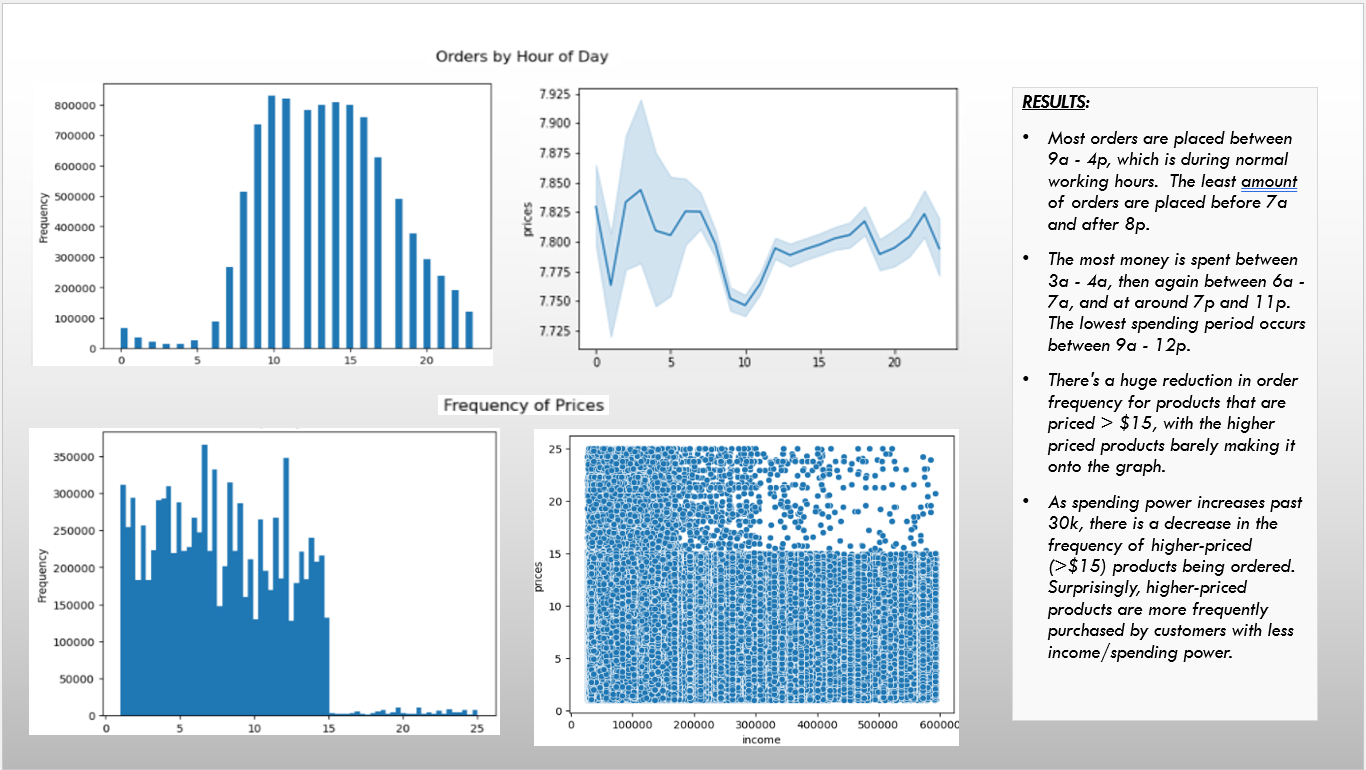 Orders by Hour of Day
800000
700000
600000
500000
400000
300000
200000
100000
0
Frequency
0 5 10 15 20
7.925
7.900
7.875
7.850
7.825
7.800
7.775
7.750
7.725
prices
0 5 10 15 20
Frequency of Prices
350000
300000
250000
200000
150000
100000
50000
0
Frequency
0 5 10 15 20 25
25
20
15
10
5
0
prices
0 100000 200000 300000 400000 500000 600000
income
RESULTS:
• Most orders are placed between
9a - 4p, which is during normal
working hours. The least amount
of orders are placed before 7a
and after 8p.
• The most money is spent between
3a - 4a, then again between 6a -
7a, and at around 7p and 11p.
The lowest spending period occurs
between 9a - 12p.
• There's a huge reduction in order
frequency for products that are
priced > $15, with the higher
priced products barely making it
onto the graph.
• As spending power increases past
30k, there is a decrease in the
frequency of higher-priced
(>$15) products being ordered.
Surprisingly, higher-priced
products are more frequently
purchased by customers with less
income/spending power.